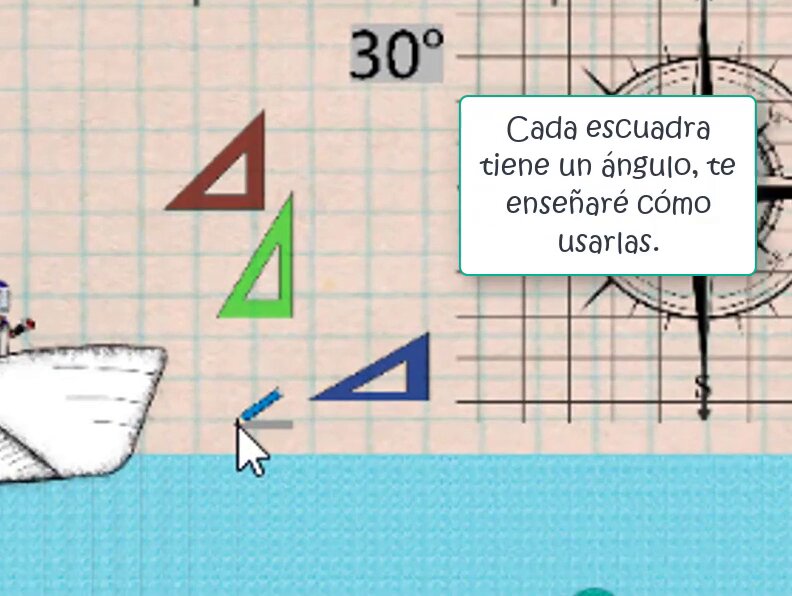 30°
Cada escuadra
tiene un ángulo, te
enseñaré cómo
usarlas.
S